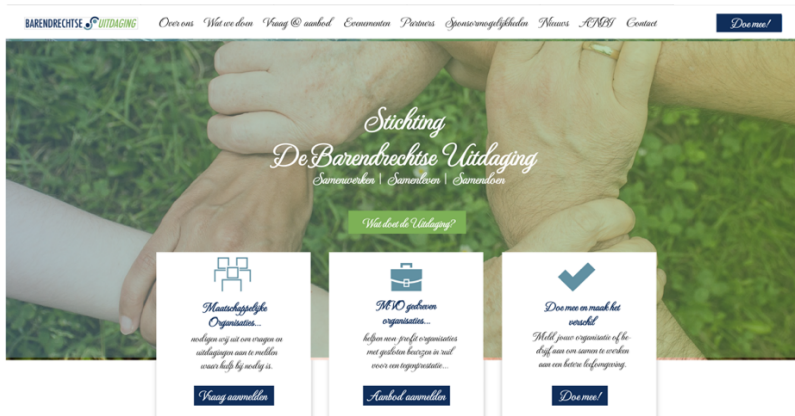 BARENDRECHTSE UITDAGING
Over ons Wat we doen Vraag @ aanbod Evenementen Partners Sponsormogelijkheden Nieuws ANBI Contact Doe mee!
Stichting
De Barendrechtse Uitdaging
Samenwerken | Samenleven | Samendoen
Wat doet de Uitdaging?
Maatschappelijke
Organisaties...
nodigen wij uit om vragen en
uitdagingen aan te melden
waar hulp bij nodig is.
Vraag aanmelden
MVO gedreven
organisaties...
helpen non-profit organisaties
met gesloten beurzen in ruil
voor een tegenprestatie...
Aanbod aanmelden
Doe mee en maak het
verschil
Meld jouw organisatie of be-
drijf aan om samen te werken
aan een betere leefomgeving.
Doe mee!